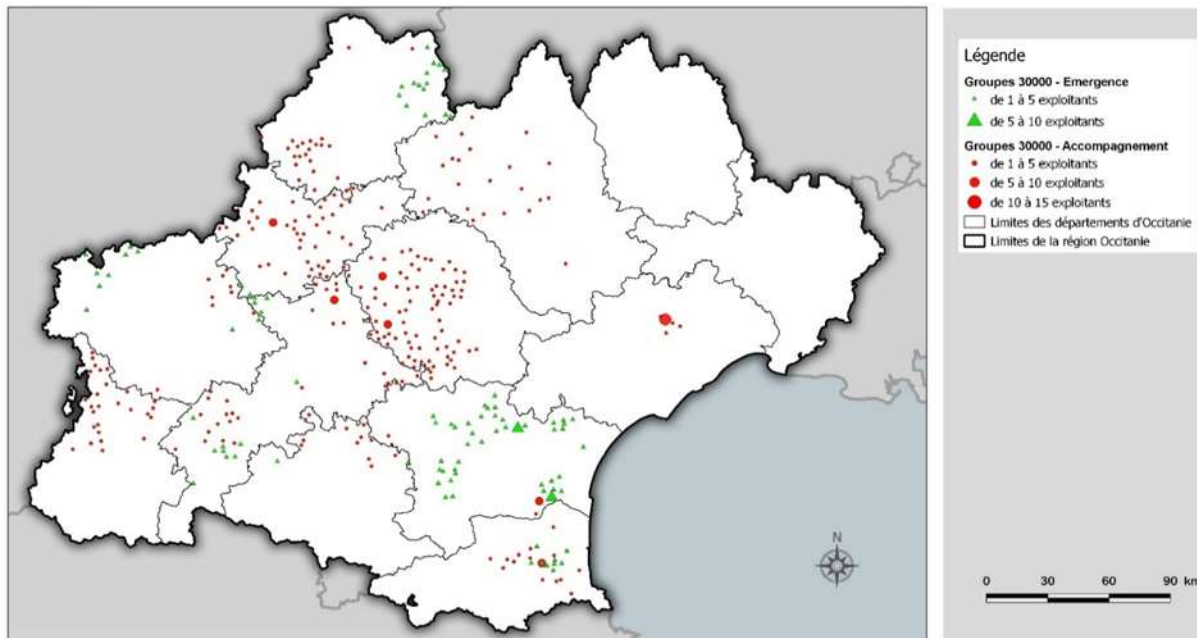 Légende
Groupes 30000 - Emergence
de 1 à 5 exploitants
de 5 à 10 exploitants
Groupes 30000 - Accompagnement
de 1 à 5 exploitants
de 5 à 10 exploitants
de 10 à 15 exploitants
Limites des départements d'Occitanie
Limites de la région Occitanie
N
0 30 60 90 km